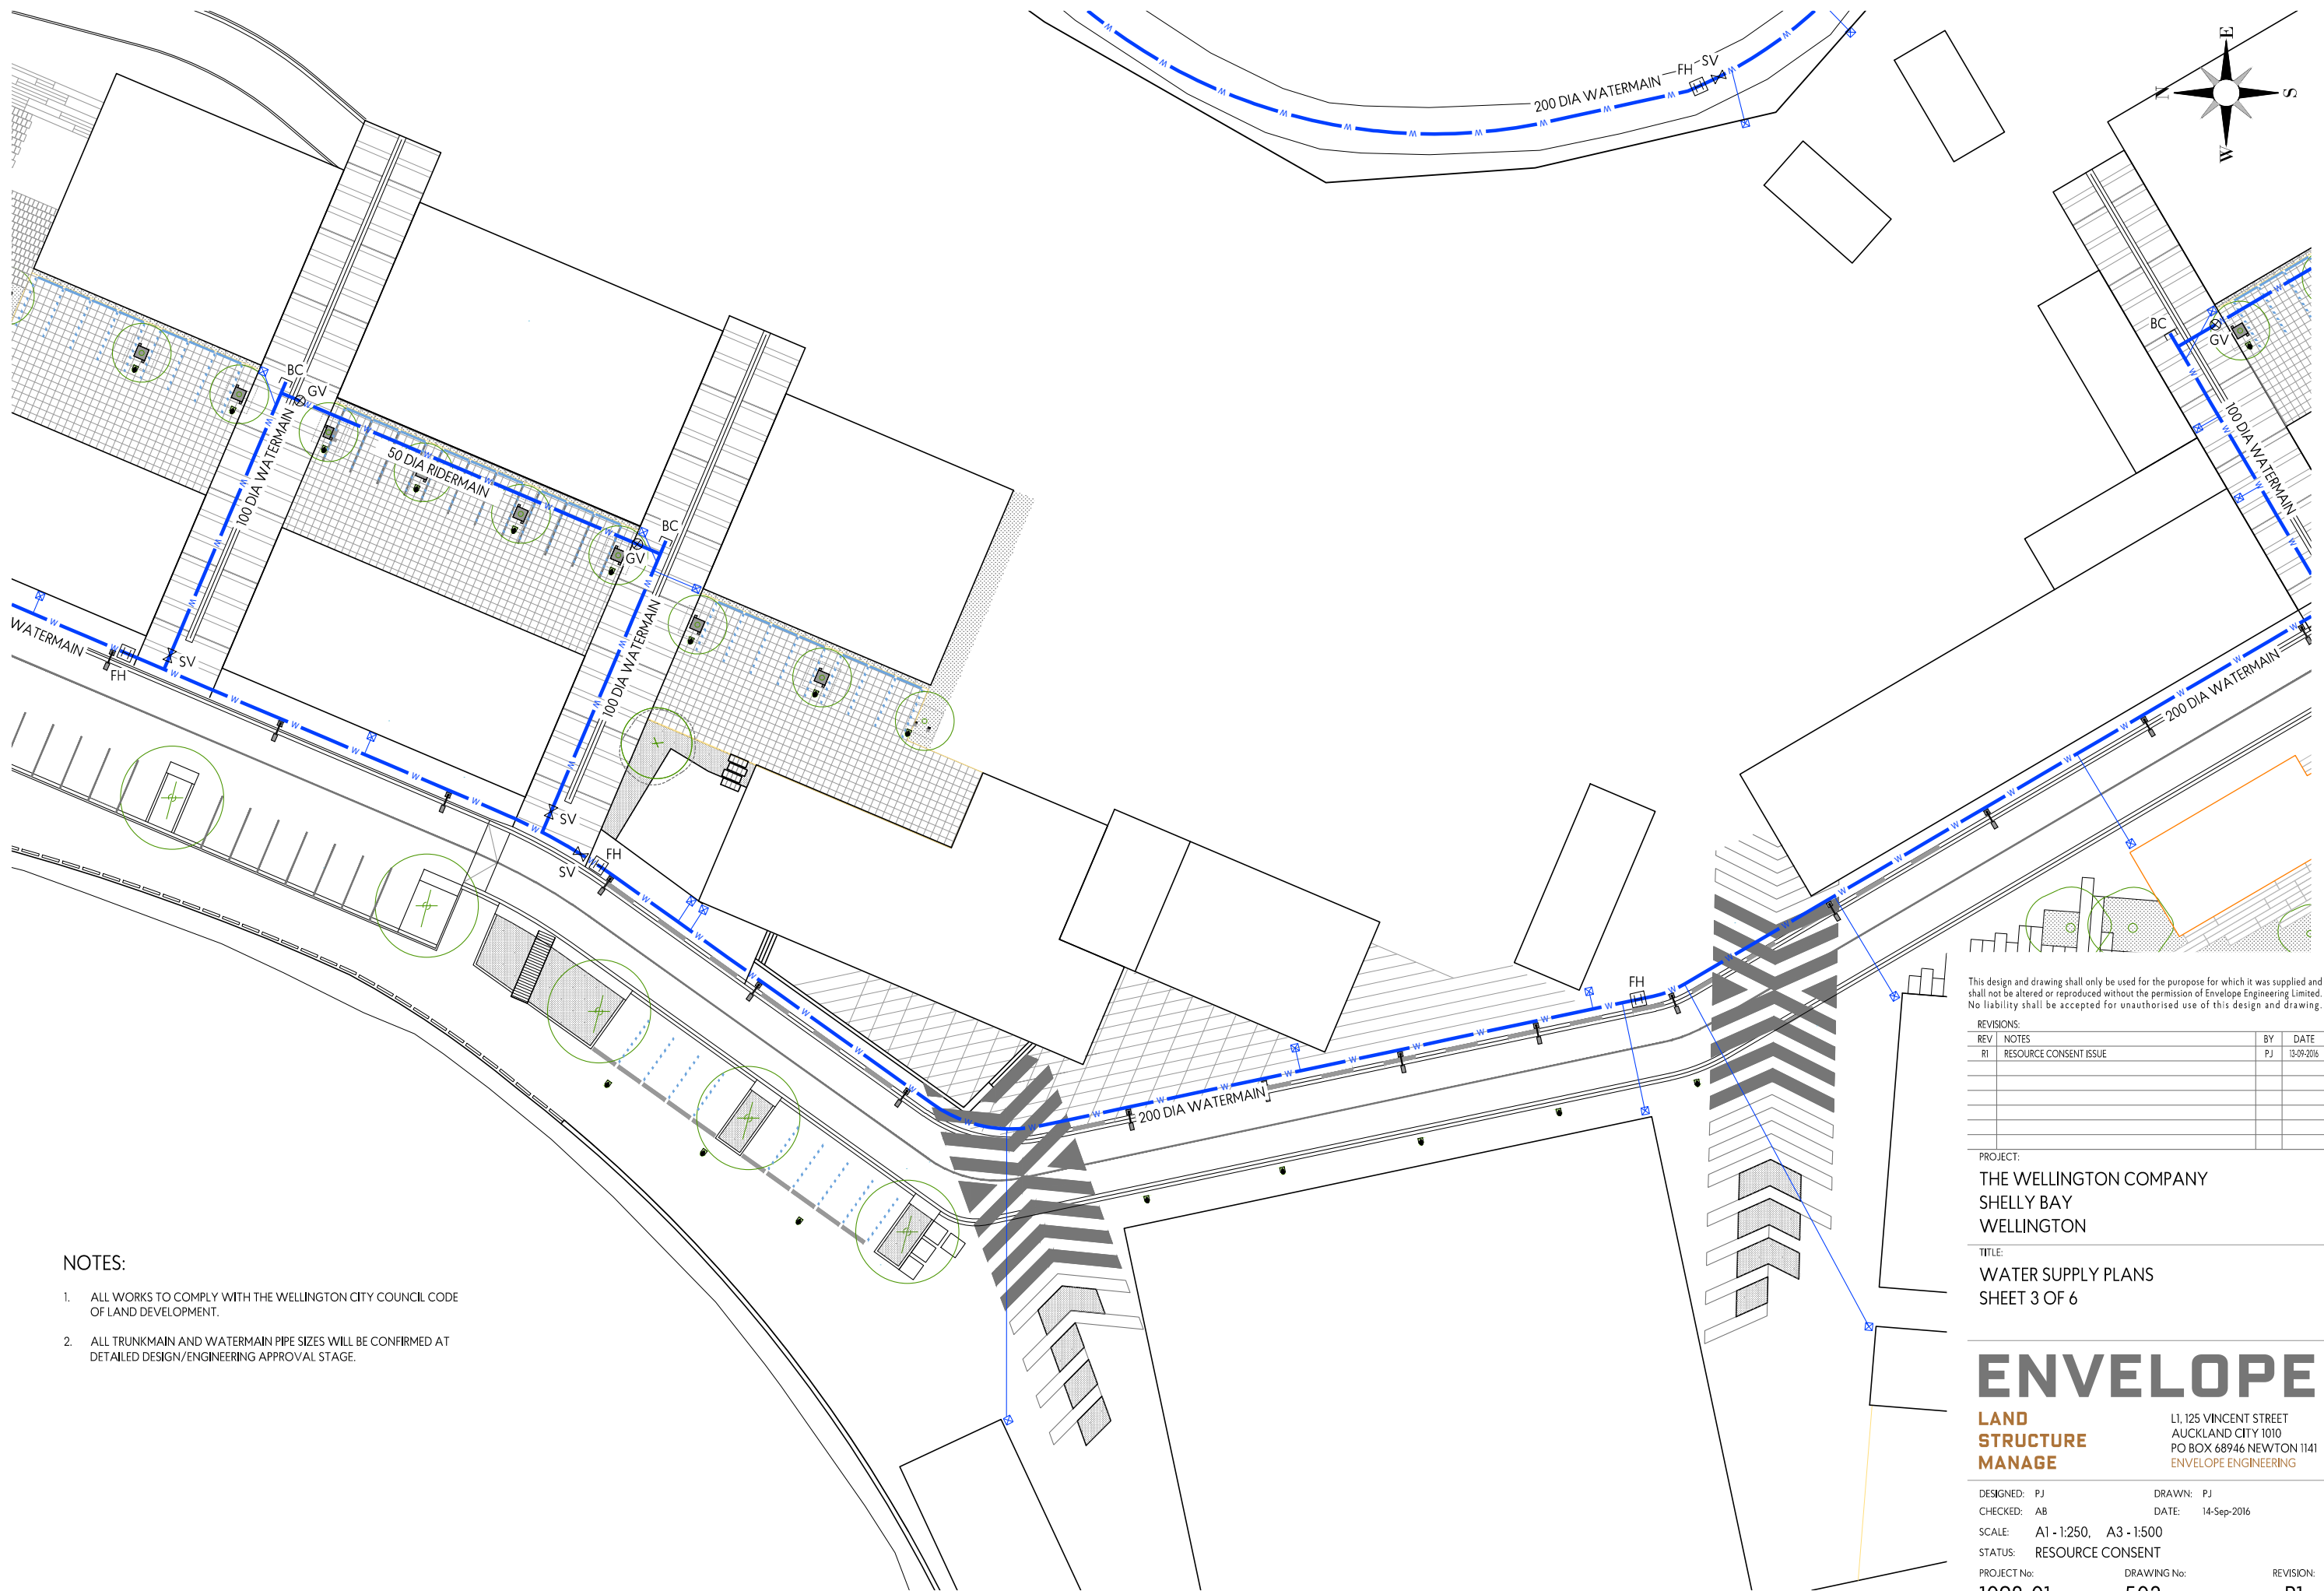 200 DIA WATERMAIN
FH
SV
E
N
S
W
BC
GV
100 DIA WATERMAIN
50 DIA RIDERMAIN
BC
GV
100 DIA WATERMAIN
WATERMAIN
FH
SV
SV
SV
FH
BC
GV
100 DIA WATERMAIN
200 DIA WATERMAIN
FH
200 DIA WATERMAIN
NOTES:
1. ALL WORKS TO COMPLY WITH THE WELLINGTON CITY COUNCIL CODE
OF LAND DEVELOPMENT.
2. ALL TRUNKMAIN AND WATERMAIN PIPE SIZES WILL BE CONFIRMED AT
DETAILED DESIGN/ENGINEERING APPROVAL STAGE.
This design and drawing shall only be used for the puropose for which it was supplied and
shall not be altered or reproduced without the permission of Envelope Engineering Limited.
No liability shall be accepted for unauthorised use of this design and drawing.
REVISIONS:
REV NOTES BY DATE
R1 RESOURCE CONSENT ISSUE PJ 13-09-2016
PROJECT:
THE WELLINGTON COMPANY
SHELLY BAY
WELLINGTON
TITLE:
WATER SUPPLY PLANS
SHEET 3 OF 6
ENVELOPE
LAND
STRUCTURE
MANAGE
L1, 125 VINCENT STREET
AUCKLAND CITY 1010
PO BOX 68946 NEWTON 1141
ENVELOPE ENGINEERING
DESIGNED: PJ DRAWN: PJ
CHECKED: AB DATE: 14-Sep-2016
SCALE: A1 - 1:250, A3 - 1:500
STATUS: RESOURCE CONSENT
PROJECT No: DRAWING No: REVISION: